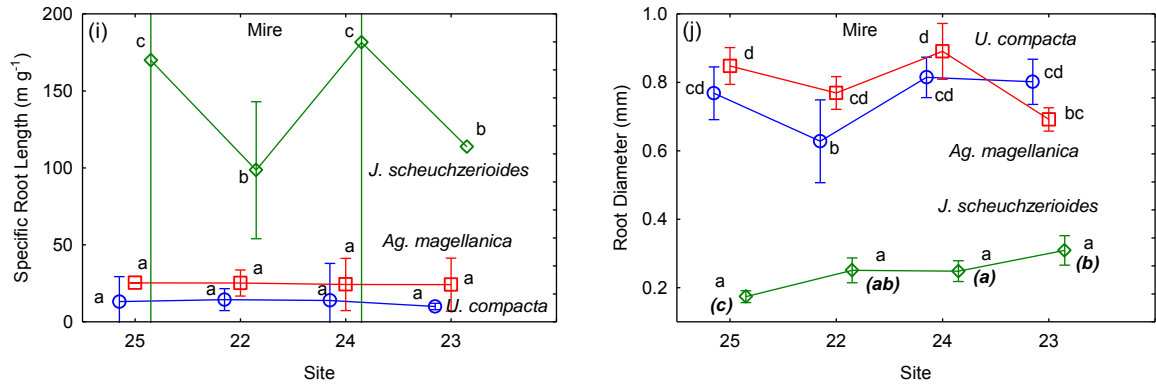 (i)
Mire
Specific Root Length (m g⁻¹)
200
150
100
50
0
c
b
c
b
J. scheuchzerioides
Ag. magellanica
a
a
a
a
a
a
a
a
U. compacta
25
22
24
23
Site
(j)
Mire
Root Diameter (mm)
1.0
0.8
0.6
0.4
0.2
d
cd
d
bc
cd
b
cd
cd
U. compacta
Ag. magellanica
J. scheuchzerioides
a
a
a
a
(c)
(ab)
(a)
(b)
25
22
24
23
Site